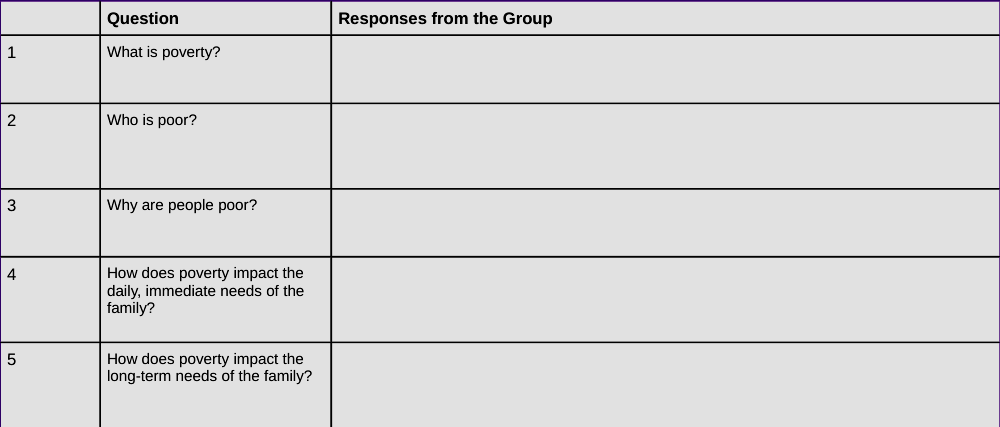 Question
Responses from the Group
1
What is poverty?
2
Who is poor?
3
Why are people poor?
4
How does poverty impact the
daily, immediate needs of the
family?
5
How does poverty impact the
long-term needs of the family?